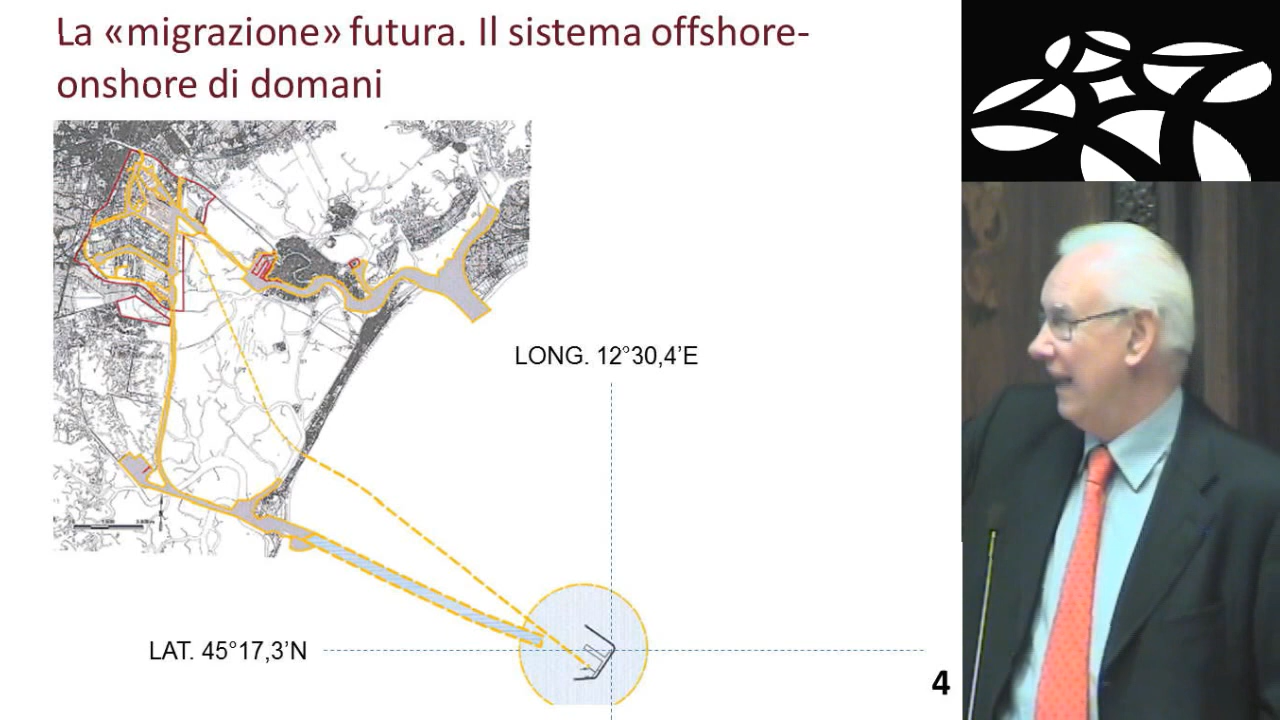 La «migrazione» futura. Il sistema offshore-
onshore di domani
LONG. 12°30,4’E
LAT. 45°17,3’N
4